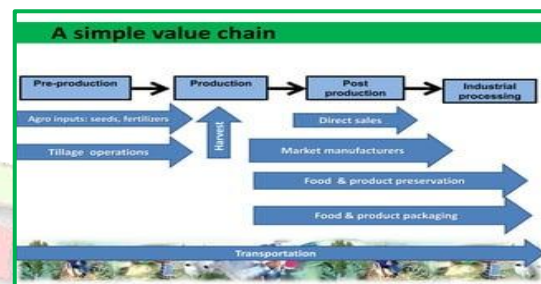 A simple value chain
Pre-production
Production
Post
production
Industrial
processing
Agro inputs: seeds, fertilizers
Harvest
Direct sales
Tillage operations
Market manufacturers
Food & product preservation
Food & product packaging
Transportation